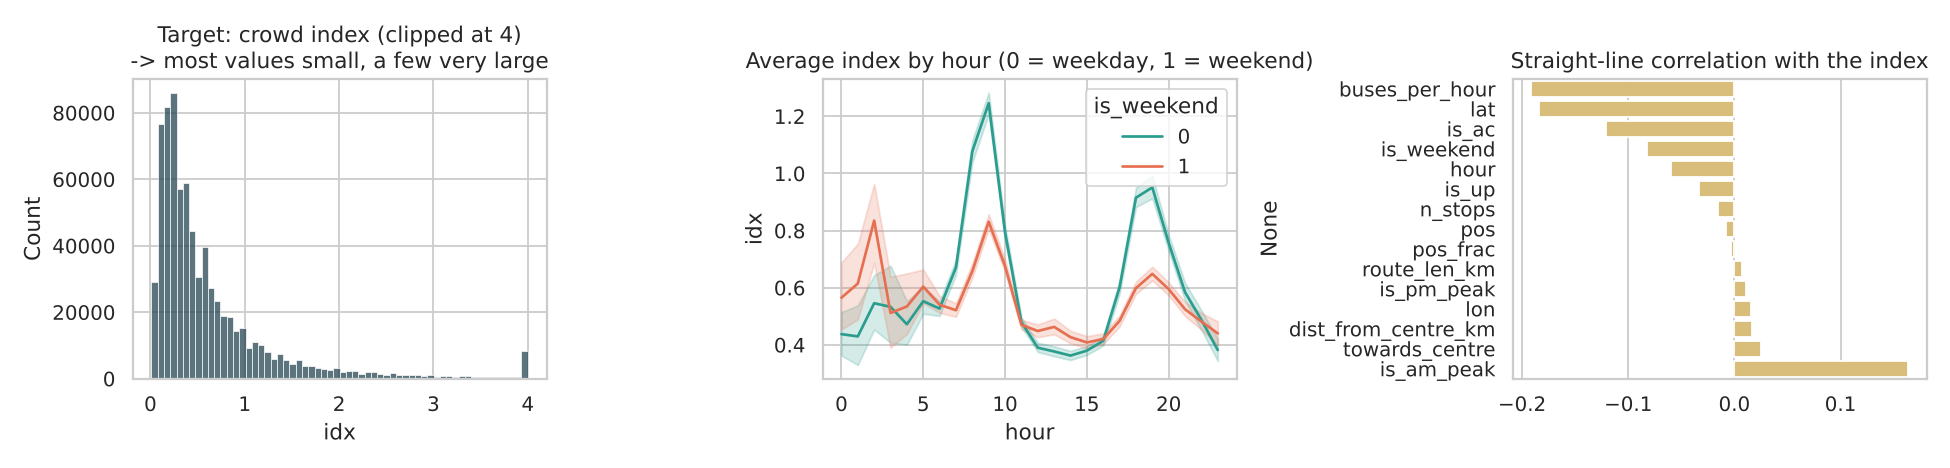 Target: crowd index (clipped at 4)
-> most values small, a few very large
Count
80000
60000
40000
20000
0
0
1
2
3
4
idx
Average index by hour (0 = weekday, 1 = weekend)
idx
1.2
1.0
0.8
0.6
0.4
is_weekend
0
1
0
5
10
15
20
hour
Straight-line correlation with the index
None
buses_per_hour
lat
is_ac
is_weekend
hour
is_up
n_stops
pos
pos_frac
route_len_km
is_pm_peak
lon
dist_from_centre_km
towards_centre
is_am_peak
−0.2
−0.1
0.0
0.1